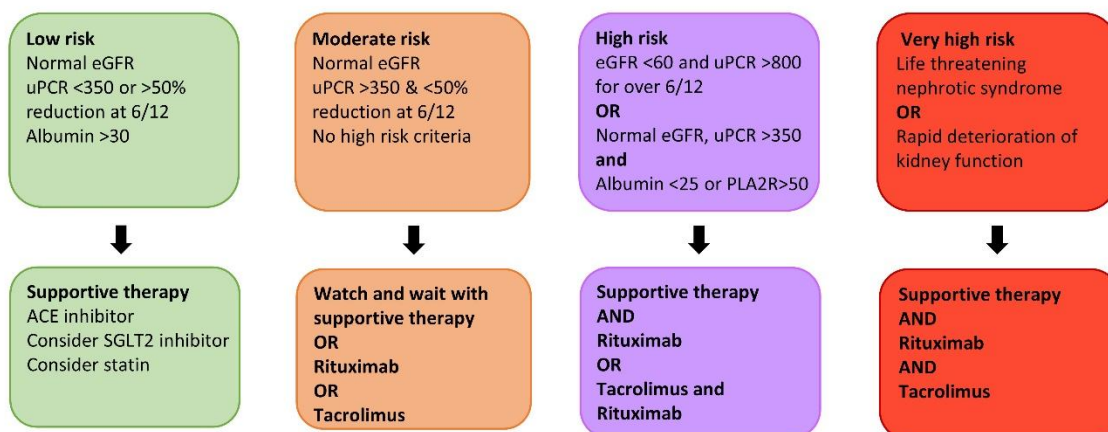 Low risk
Normal eGFR
uPCR <350 or >50%
reduction at 6/12
Albumin >30
Moderate risk
Normal eGFR
uPCR >350 & <50%
reduction at 6/12
No high risk criteria
High risk
eGFR <60 and uPCR >800
for over 6/12
OR
Normal eGFR, uPCR >350
and
Albumin <25 or PLA2R>50
Very high risk
Life threatening
nephrotic syndrome
OR
Rapid deterioration of
kidney function
Supportive therapy
ACE inhibitor
Consider SGLT2 inhibitor
Consider statin
Watch and wait with
supportive therapy
OR
Rituximab
OR
Tacrolimus
Supportive therapy
AND
Rituximab
OR
Tacrolimus and
Rituximab
Supportive therapy
AND
Rituximab
AND
Tacrolimus